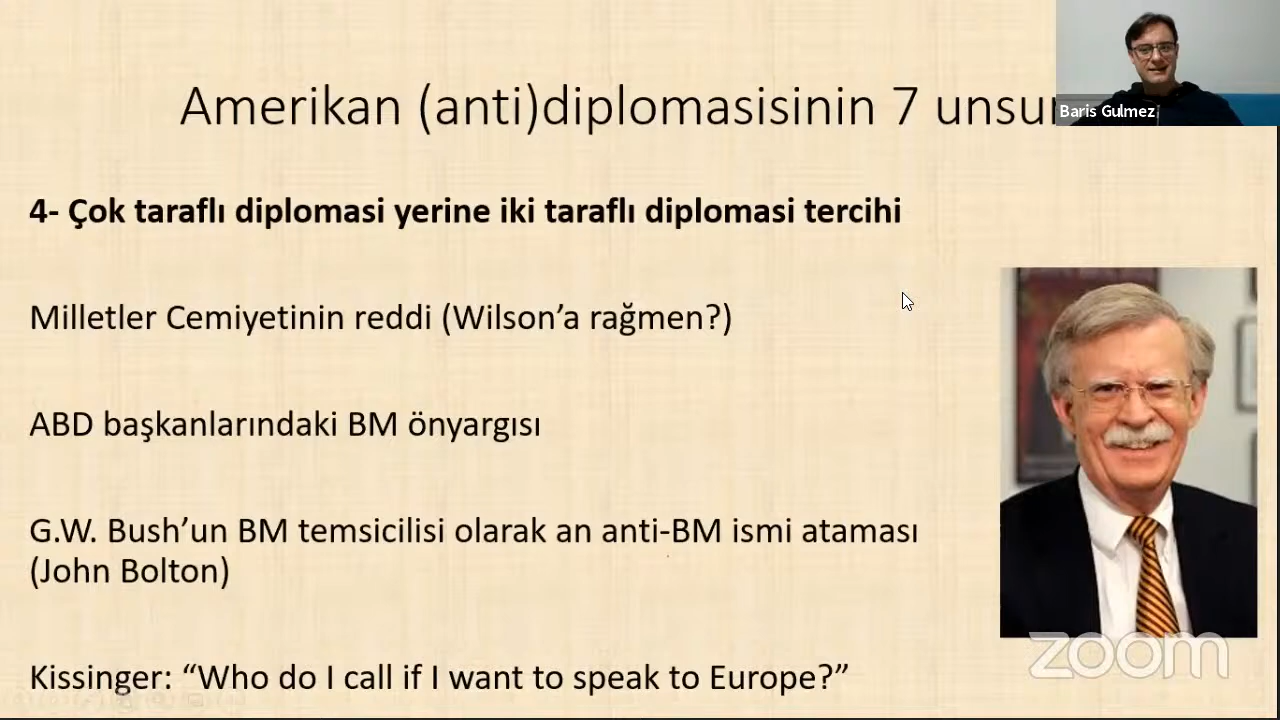 Amerikan (anti)diplomasisinin 7 unsu
Baris Gulmez
4- Çok taraflı diplomasi yerine iki taraflı diplomasi tercihi
Milletler Cemiyetinin reddi (Wilson’a rağmen?)
ABD başkanlarındaki BM önyargısı
G.W. Bush’un BM temsicilisi olarak an anti-BM ismi ataması
(John Bolton)
Kissinger: “Who do I call if I want to speak to Europe?”
zoom